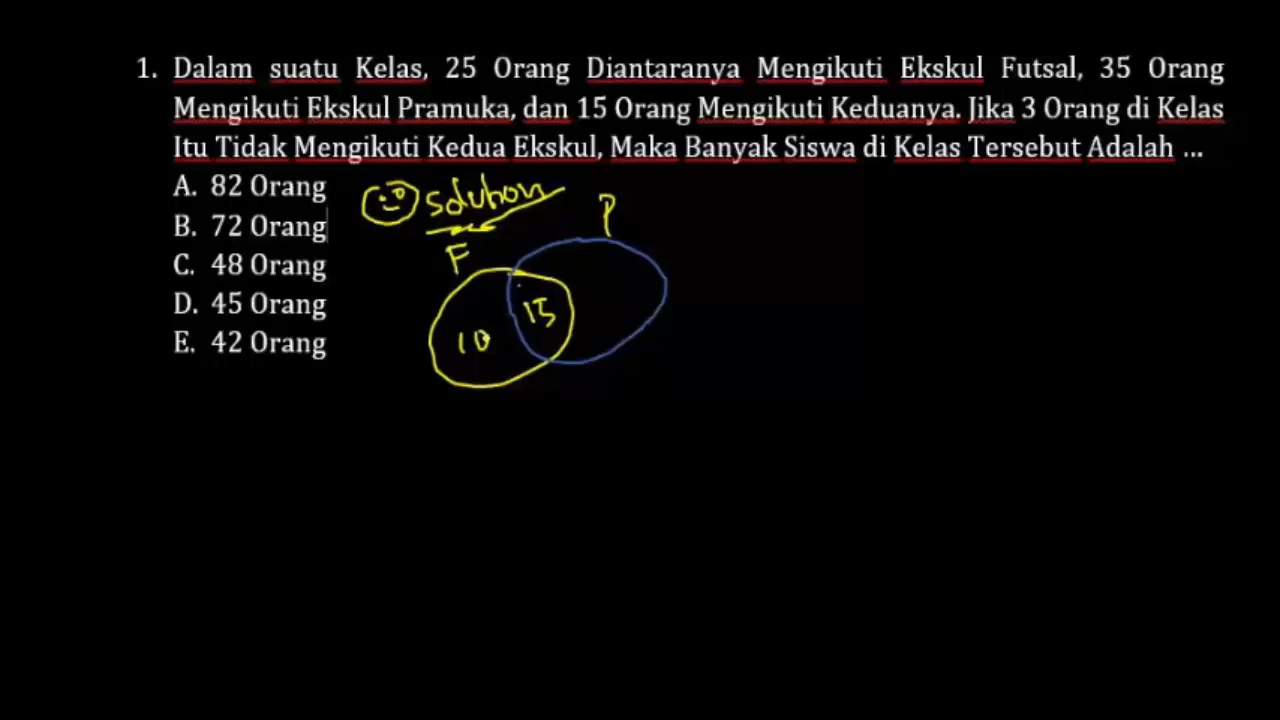 1. Dalam suatu Kelas, 25 Orang Diantaranya Mengikuti Ekskul Futsal, 35 Orang
Mengikuti Ekskul Pramuka, dan 15 Orang Mengikuti Keduanya. Jika 3 Orang di Kelas
Itu Tidak Mengikuti Kedua Ekskul, Maka Banyak Siswa di Kelas Tersebut Adalah ...
A. 82 Orang
B. 72 Orang
C. 48 Orang
D. 45 Orang
E. 42 Orang
solution
P
F
15
10